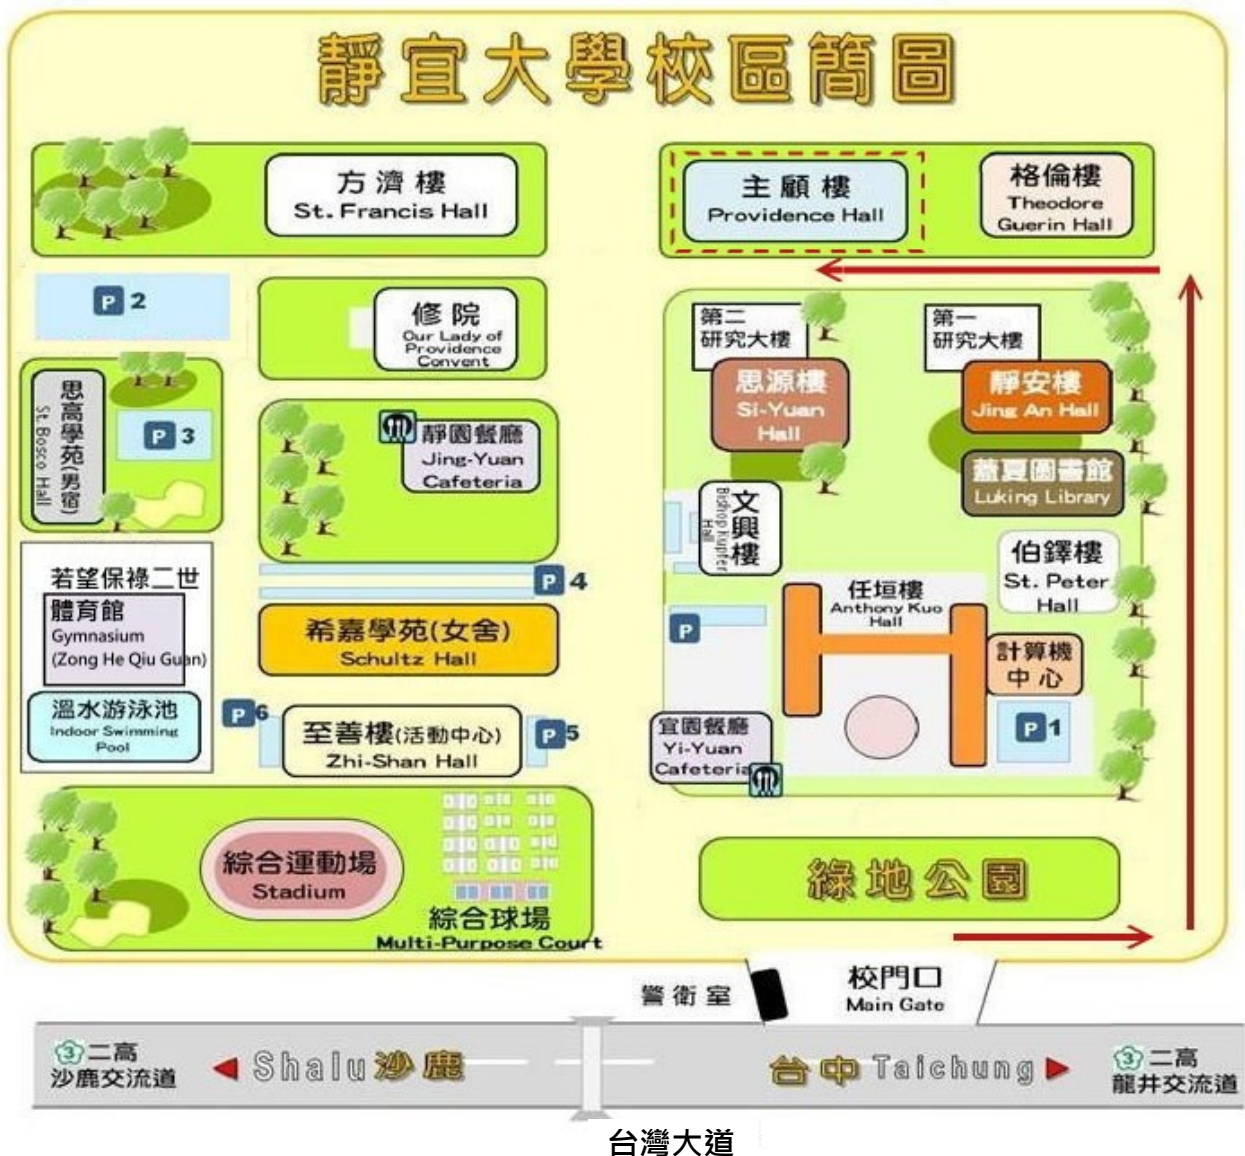 靜宜大學校區簡圖
方濟樓
St. Francis Hall
主顧樓
Providence Hall
格倫樓
Theodore
Guerin Hall
P 2
修院
Our Lady of
Providence
Convent
第二
研究大樓
思源樓
Si-Yuan
Hall
第一
研究大樓
靜安樓
Jing An Hall
思高學苑(男宿)
St. Bosco Hall
P 3
靜園餐廳
Jing-Yuan
Cafeteria
蓋夏圖書館
Luking Library
文興樓
Bishop Kupfer
Hall
伯鐸樓
St. Peter
Hall
P 4
若望保祿二世
體育館
Gymnasium
(Zong He Qiu Guan)
希嘉學苑(女舍)
Schultz Hall
任垣樓
Anthony Kuo
Hall
P
計算機
中心
溫水游泳池
Indoor Swimming
Pool
P 6
至善樓(活動中心)
Zhi-Shan Hall
P 5
宜園餐廳
Yi-Yuan
Cafeteria
P 1
綜合運動場
Stadium
綜合球場
Multi-Purpose Court
綠地公園
警衛室
校門口
Main Gate
3 二高
沙鹿交流道
Shalu 沙鹿
台中 Taichung
3 二高
龍井交流道
台灣大道